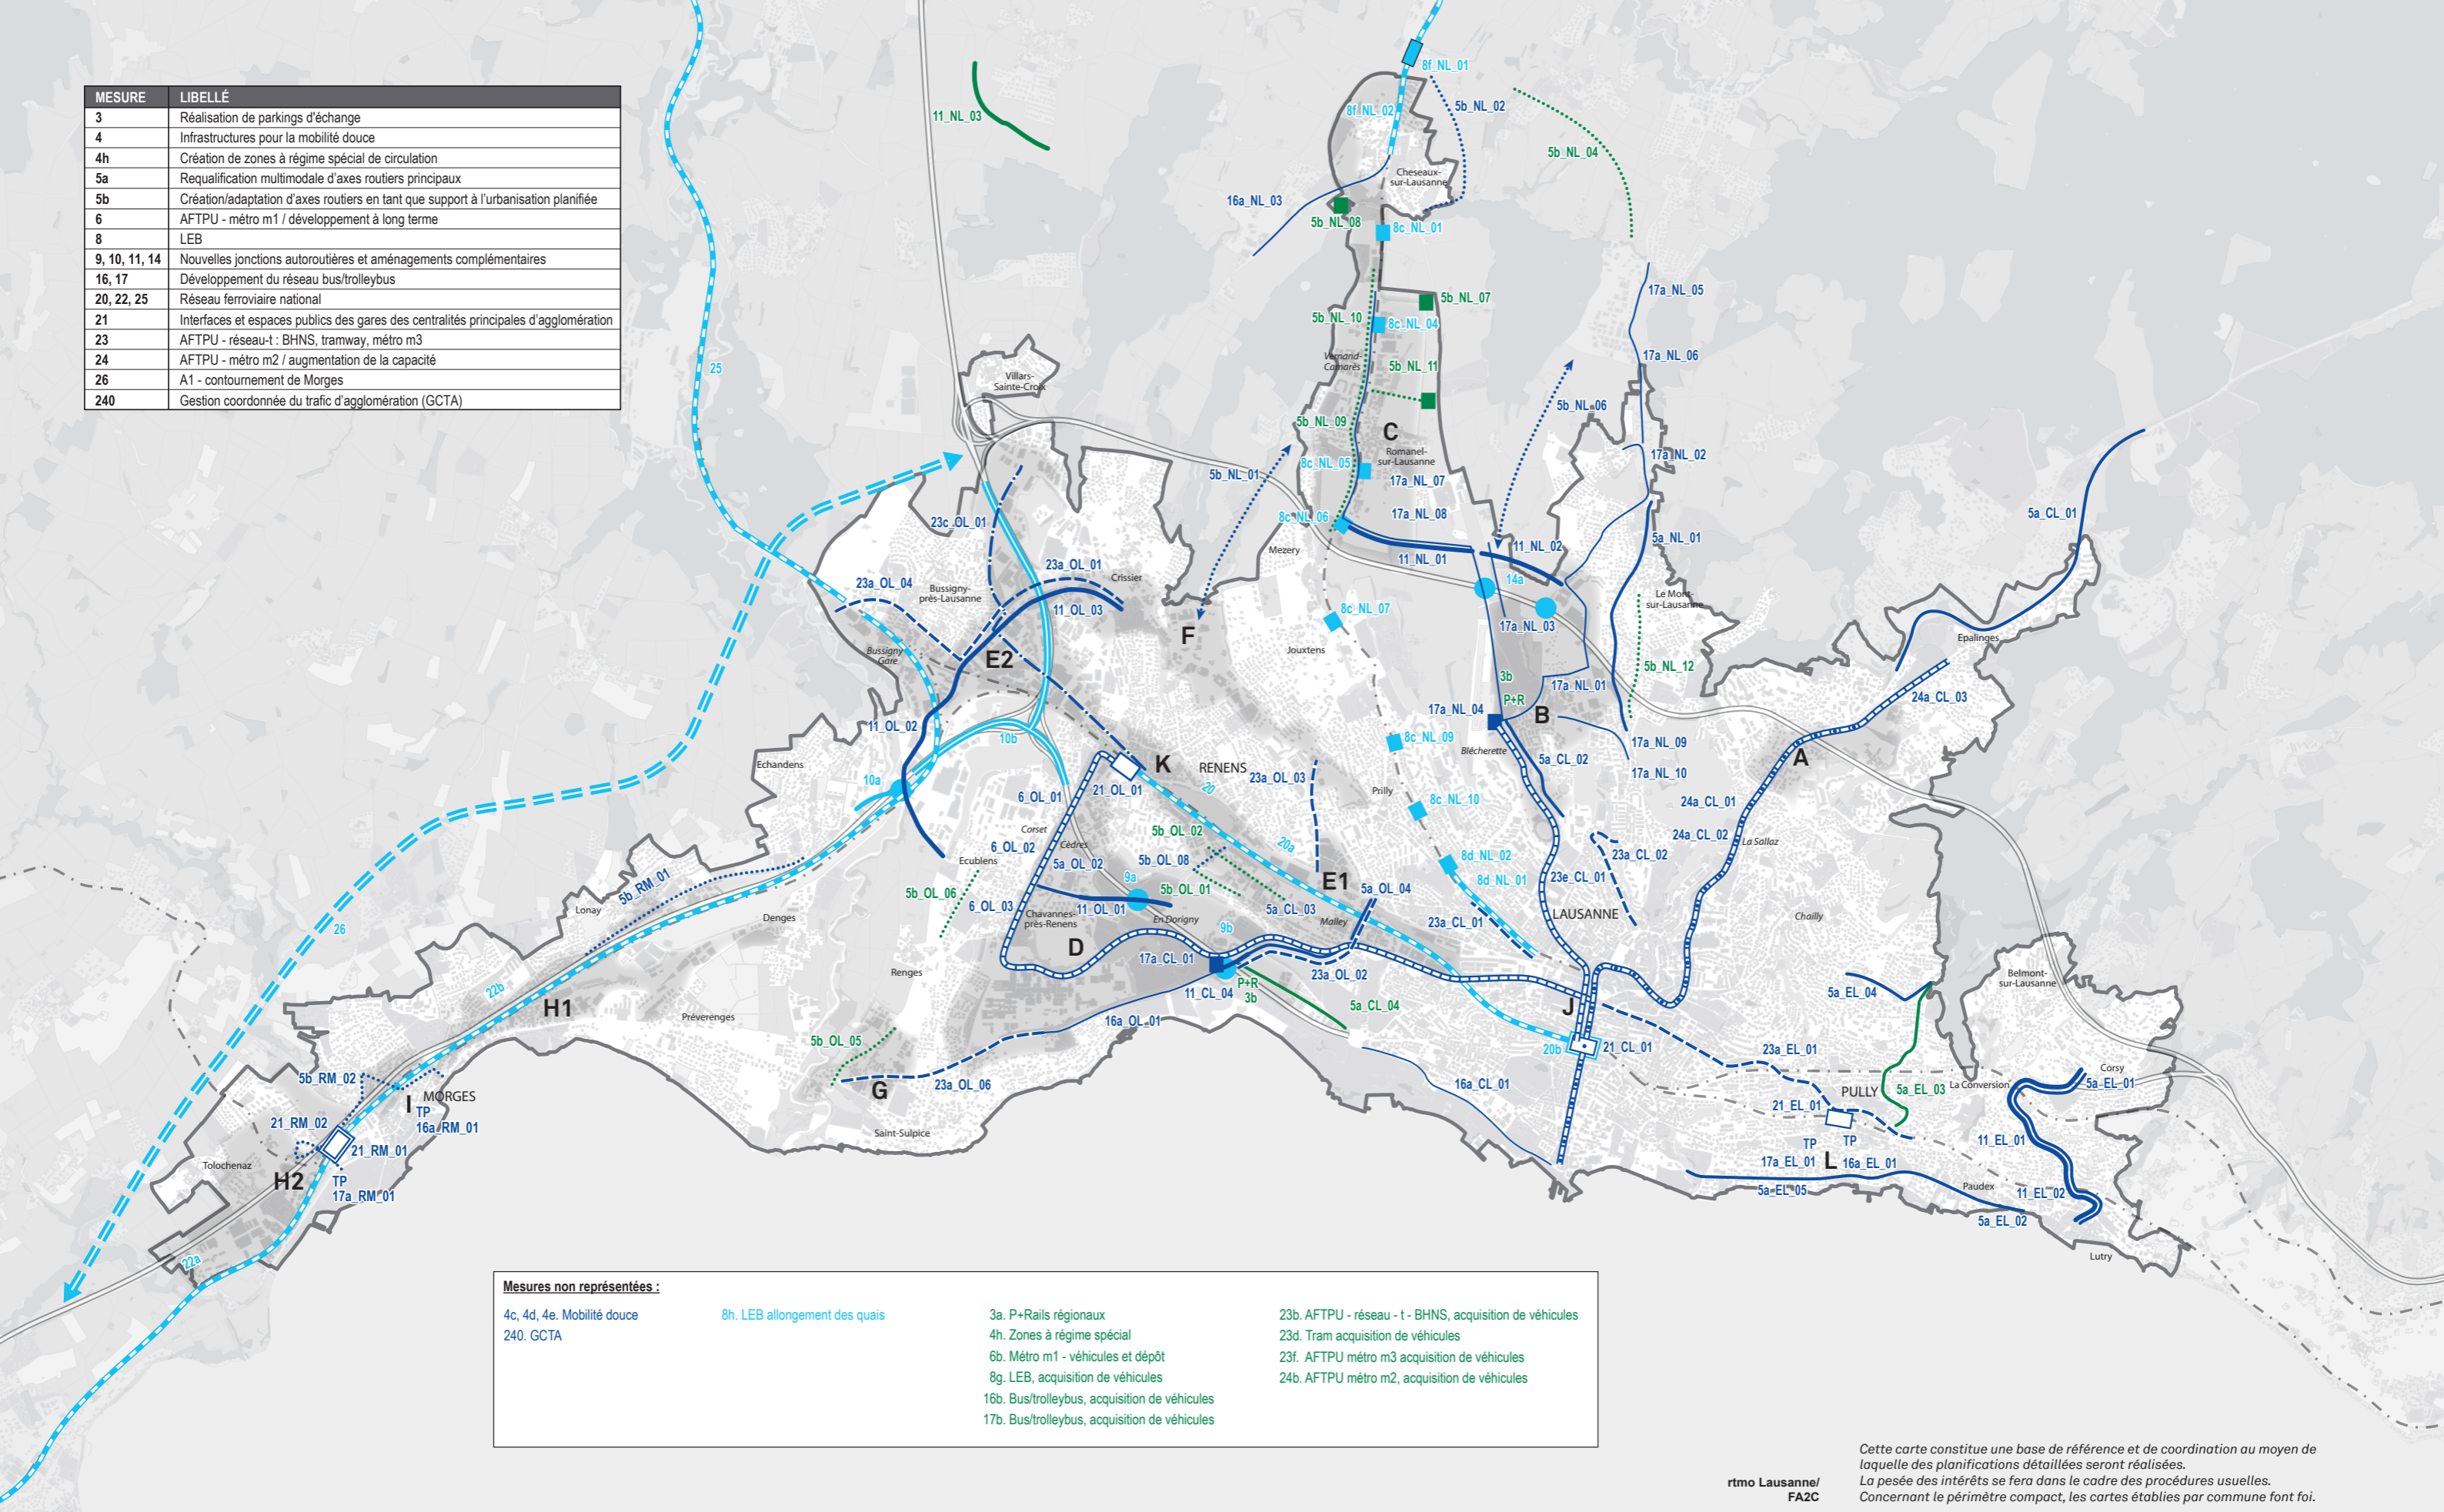 MESURE LIBELLÉ
3 Réalisation de parkings d'échange
4 Infrastructures pour la mobilité douce
4h Création de zones à régime spécial de circulation
5a Requalification multimodale d'axes routiers principaux
5b Création/adaptation d'axes routiers en tant que support à l'urbanisation planifiée
6 AFTPU - métro m1 / développement à long terme
8 LEB
9, 10, 11, 14 Nouvelles jonctions autoroutières et aménagements complémentaires
16, 17 Développement du réseau bus/trolleybus
20, 22, 25 Réseau ferroviaire national
21 Interfaces et espaces publics des gares des centralités principales d'agglomération
23 AFTPU - réseau-t : BHNS, tramway, métro m3
24 AFTPU - métro m2 / augmentation de la capacité
26 A1 - contournement de Morges
240 Gestion coordonnée du trafic d'agglomération (GCTA)
8f_NL_01
11_NL_03
8f_NL_02
5b_NL_02
5b_NL_04
Cheseaux-
sur-Lausanne
16a_NL_03
5b_NL_08
8c_NL_01
17a_NL_05
5b_NL_07
5b_NL_10
8c_NL_04
Vernand-
Camarès
5b_NL_11
17a_NL_06
25
Villars-
Sainte-Croix
5b_NL_06
5b_NL_09
C
Romanel-
sur-Lausanne
17a_NL_02
8c_NL_05
5b_NL_01
17a_NL_07
17a_NL_08
5a_CL_01
23c_OL_01
8c_NL_06
5a_NL_01
11_NL_02
Mezery
11_NL_01
23a_OL_01
Crissier
14a
23a_OL_04
Bussigny-
près-Lausanne
11_OL_03
Le Mont-
sur-Lausanne
8c_NL_07
17a_NL_03
F
Epalinges
Bussigny
Gare
E2
Jouxtens
5b_NL_12
3b
P+R
17a_NL_01
24a_CL_03
17a_NL_04
B
11_OL_02
10b
8c_NL_09
Blécherette
17a_NL_09
A
Echandens
K
RENENS
5a_CL_02
17a_NL_10
10a
23a_OL_03
6_OL_01
21_OL_01
20
Prilly
8c_NL_10
24a_CL_01
Corset
5b_OL_02
24a_CL_02
La Sallaz
Cèdres
6_OL_02
20a
Ecublens
5a_OL_02
5b_OL_08
8d_NL_02
23a_CL_02
9a
8d_NL_01
23e_CL_01
5b_RM_01
5b_OL_06
5b_OL_01
E1
5a_OL_04
6_OL_03
11_OL_01
5a_CL_03
LAUSANNE
Lonay
Denges
Chavannes-
près-Renens
En Dorigny
Malley
23a_CL_01
Chailly
26
D
9b
17a_CL_01
23a_OL_02
Renges
Belmont-
sur-Lausanne
22b
11_CL_04
P+R
3b
5a_EL_04
H1
J
5a_CL_04
Préverenges
16a_OL_01
5b_OL_05
20b
21_CL_01
23a_EL_01
Corsy
5b_RM_02
G
23a_OL_06
16a_CL_01
PULLY
5a_EL_03
La Conversion
5a_EL_01
I
MORGES
21_EL_01
TP
16a_RM_01
21_RM_02
Saint-Sulpice
11_EL_01
21_RM_01
TP
17a_EL_01
L
TP
16a_EL_01
Tolochenaz
H2
TP
17a_RM_01
5a_EL_05
Paudex
11_EL_02
5a_EL_02
22a
Lutry
Mesures non représentées :
4c, 4d, 4e. Mobilité douce
240. GCTA
8h. LEB allongement des quais
3a. P+Rails régionaux
4h. Zones à régime spécial
6b. Métro m1 - véhicules et dépôt
8g. LEB, acquisition de véhicules
16b. Bus/trolleybus, acquisition de véhicules
17b. Bus/trolleybus, acquisition de véhicules
23b. AFTPU - réseau - t - BHNS, acquisition de véhicules
23d. Tram acquisition de véhicules
23f. AFTPU métro m3 acquisition de véhicules
24b. AFTPU métro m2, acquisition de véhicules
rtmo Lausanne/
FA2C
Cette carte constitue une base de référence et de coordination au moyen de
laquelle des planifications détaillées seront réalisées.
La pesée des intérêts se fera dans le cadre des procédures usuelles.
Concernant le périmètre compact, les cartes établies par commune font foi.